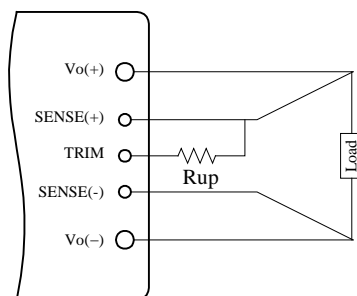 Vo(+)
SENSE(+)
TRIM
Rup
SENSE(-)
Vo(−)
Load